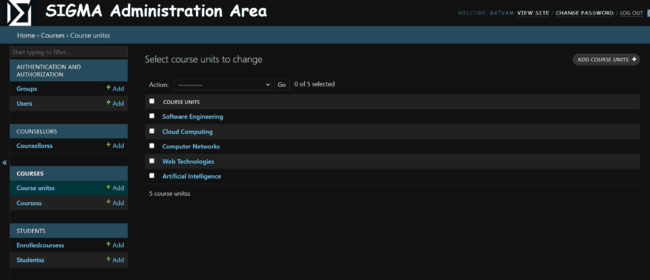 SIGMA Administration Area
WELCOME, SATYAM. VIEW SITE / CHANGE PASSWORD / LOG OUT
Home › Courses › Course unitss
Start typing to filter...
AUTHENTICATION AND
AUTHORIZATION
Groups + Add
Users + Add
COUNSELLORS
Counsellorss + Add
COURSES
Course unitss + Add
Coursess + Add
STUDENTS
Enrolledcoursess + Add
Studentss + Add
«
Select course units to change
ADD COURSE UNITS +
Action: --------- Go 0 of 5 selected
COURSE UNITS
Software Engineering
Cloud Computing
Computer Networks
Web Technologies
Artificial Intelligence
5 course unitss